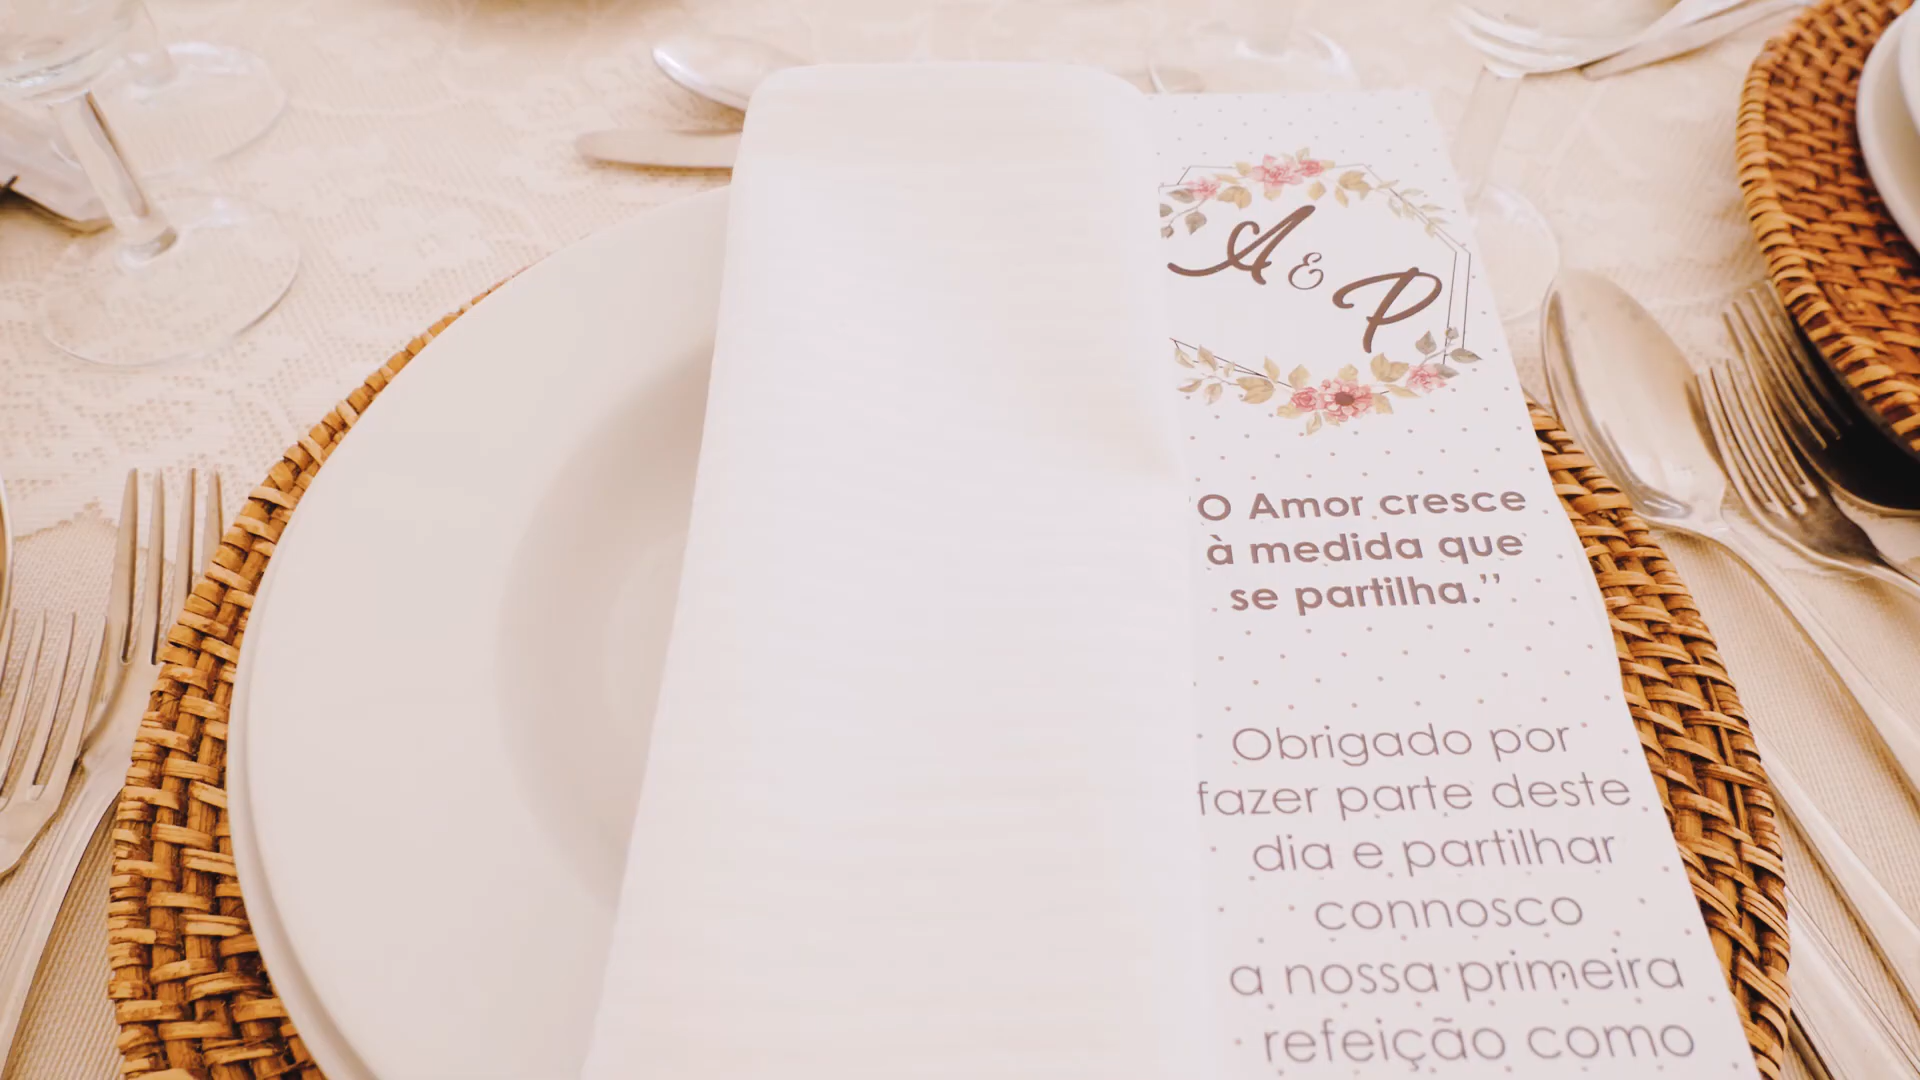 A & P
"O Amor cresce
à medida que
se partilha.’’
Obrigado por
fazer parte deste
dia e partilhar
connosco
a nossa primeira
refeição como